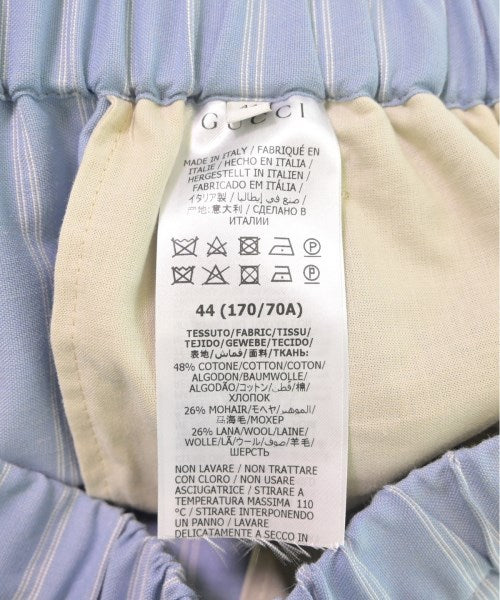 44
GUCCI
MADE IN ITALY / FABRIQUÉ EN
ITALIE / HECHO EN ITALIA /
HERGESTELLT IN ITALIEN /
FABRICADO EM ITÁLIA /
イタリア製 / صنع في إيطاليا /
产地:意大利 / СДЕЛАНО В
ИТАЛИИ
44 (170/70A)
TESSUTO/FABRIC/TISSU/
TEJIDO/GEWEBE/TECIDO/
表地/قماش/面料/ТКАНЬ:
48% COTONE/COTTON/COTON/
ALGODON/BAUMWOLLE/
ALGODÃO/コットン/قطن/棉/
ХЛОПОК
26% MOHAIR/モヘヤ/الموهير/
马海毛/МОХЕР
26% LANA/WOOL/LAINE/
WOLLE/LÃ/ウール/صوف/羊毛/
ШЕРСТЬ
NON LAVARE / NON TRATTARE
CON CLORO / NON USARE
ASCIUGATRICE / STIRARE A
TEMPERATURA MASSIMA 110
°C / STIRARE INTERPONENDO
UN PANNO / LAVARE
DELICATAMENTE A SECCO IN